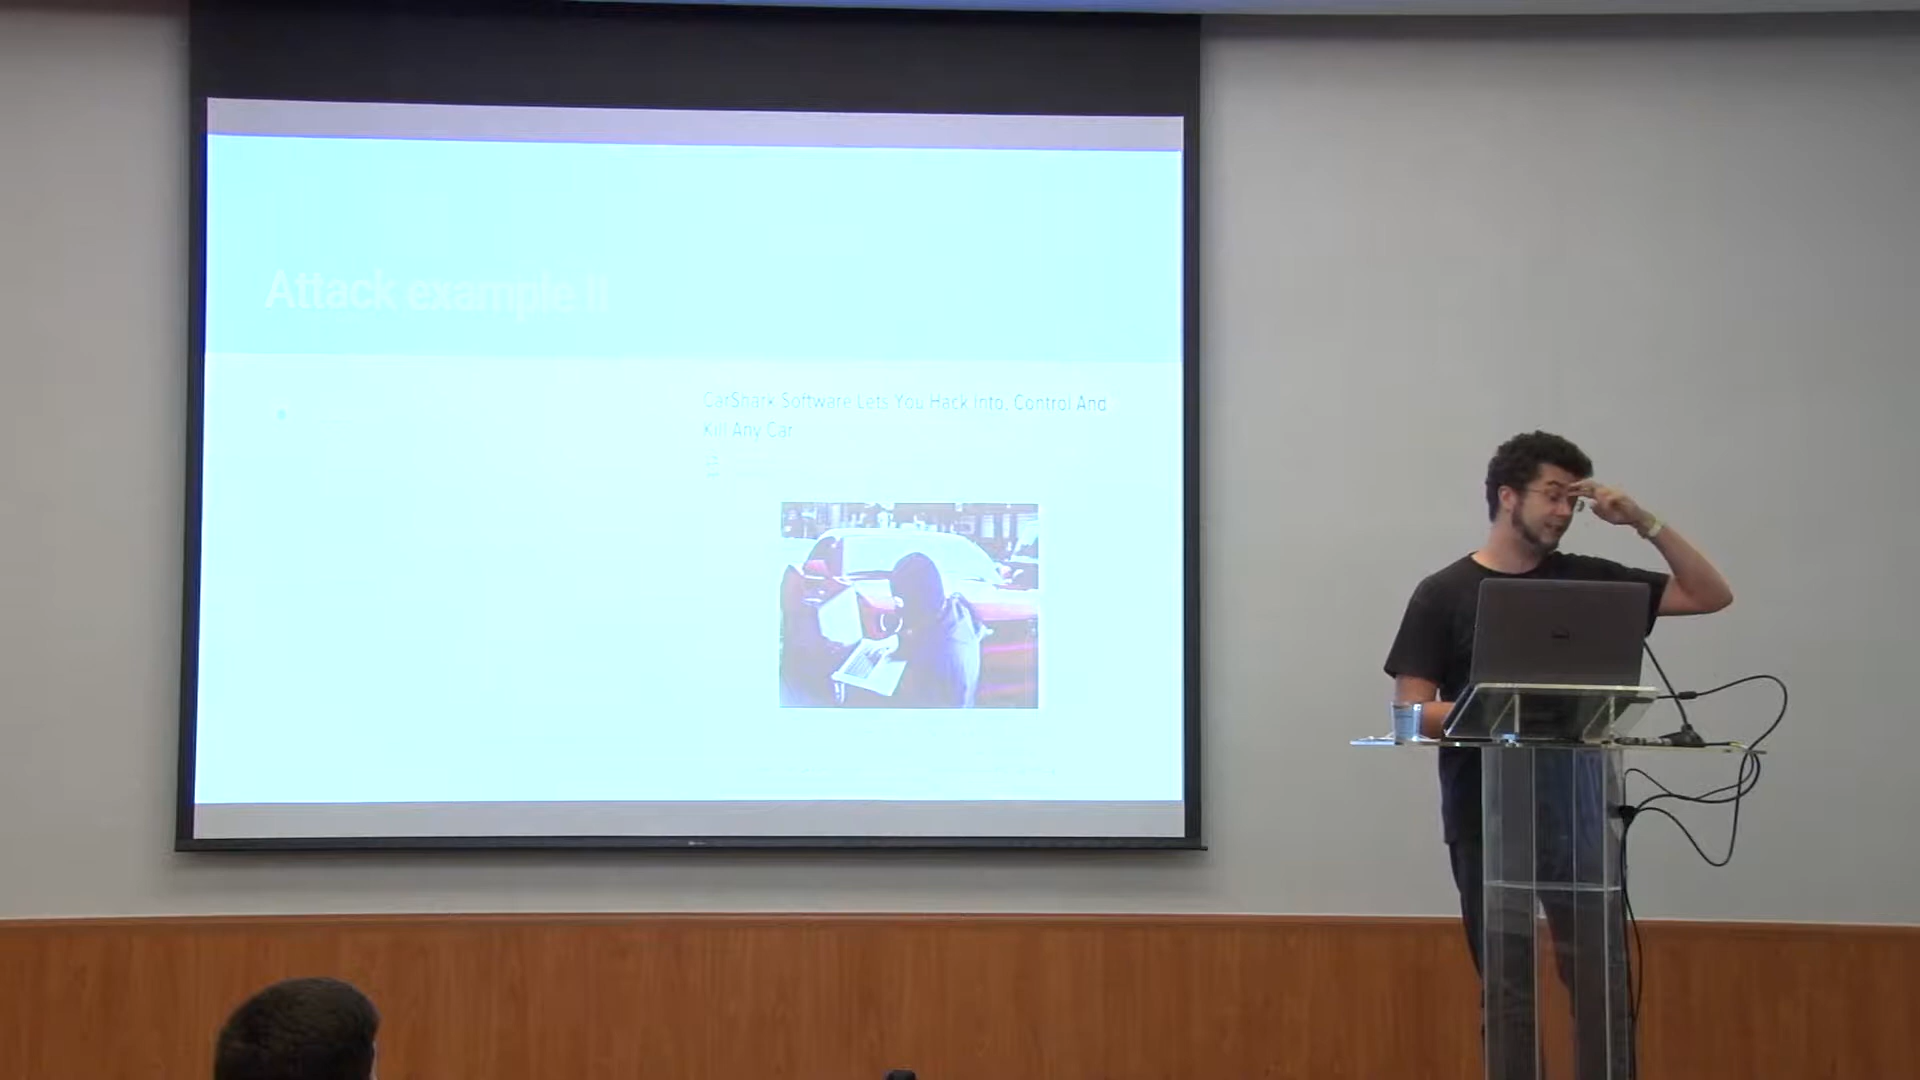 Attack example II
CarShark Software Lets You Hack Into, Control And
Kill Any Car